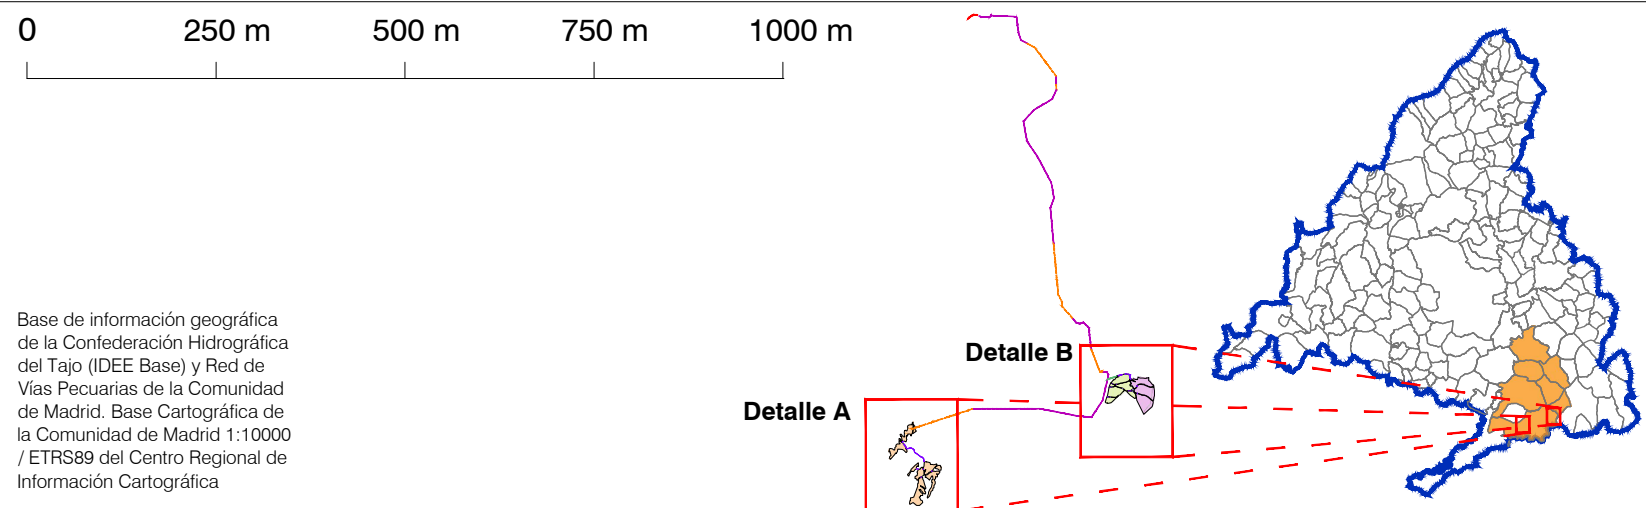 0 250 m 500 m 750 m 1000 m
Detalle B
Detalle A
Base de información geográfica
de la Confederación Hidrográfica
del Tajo (IDEE Base) y Red de
Vías Pecuarias de la Comunidad
de Madrid. Base Cartográfica de
la Comunidad de Madrid 1:10000
/ ETRS89 del Centro Regional de
Información Cartográfica